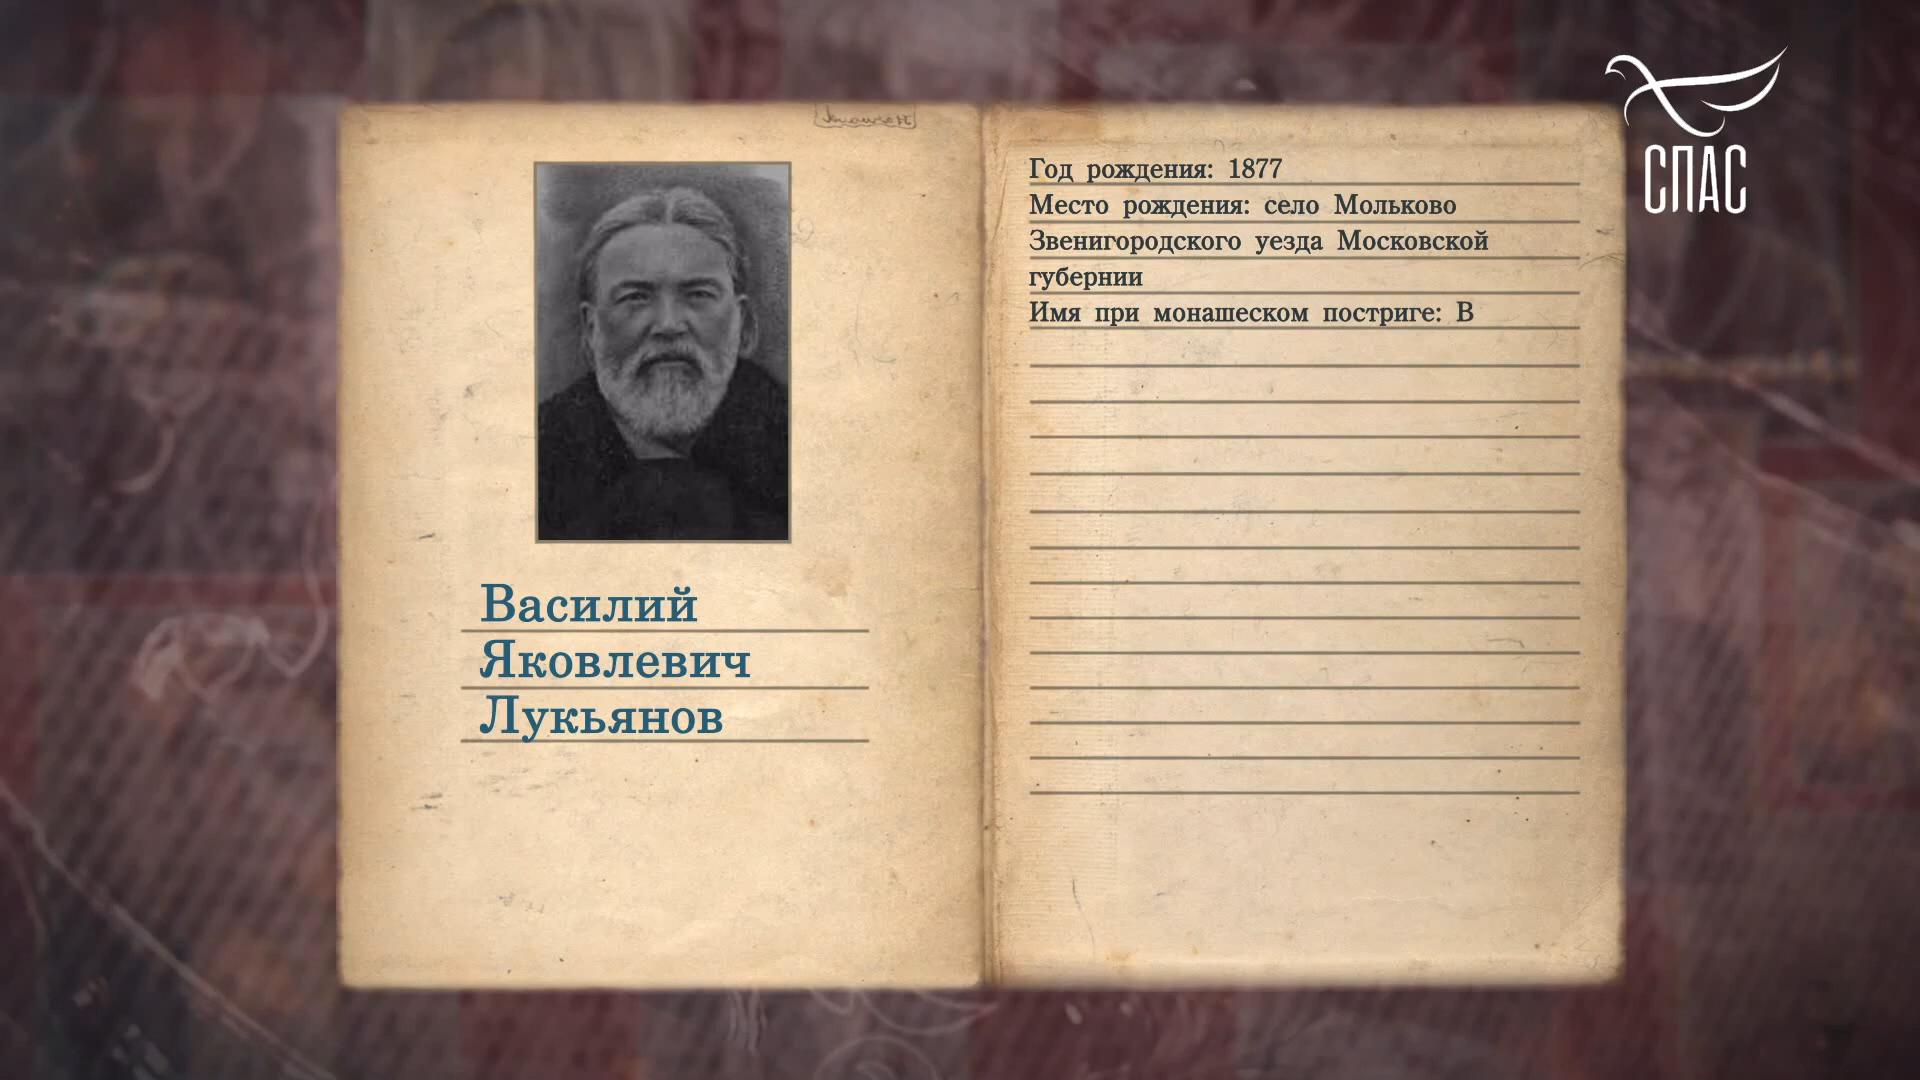 Василий
Яковлевич
Лукьянов
Год рождения: 1877
Место рождения: село Мольково
Звенигородского уезда Московской
губернии
Имя при монашеском постриге: В
СПАС